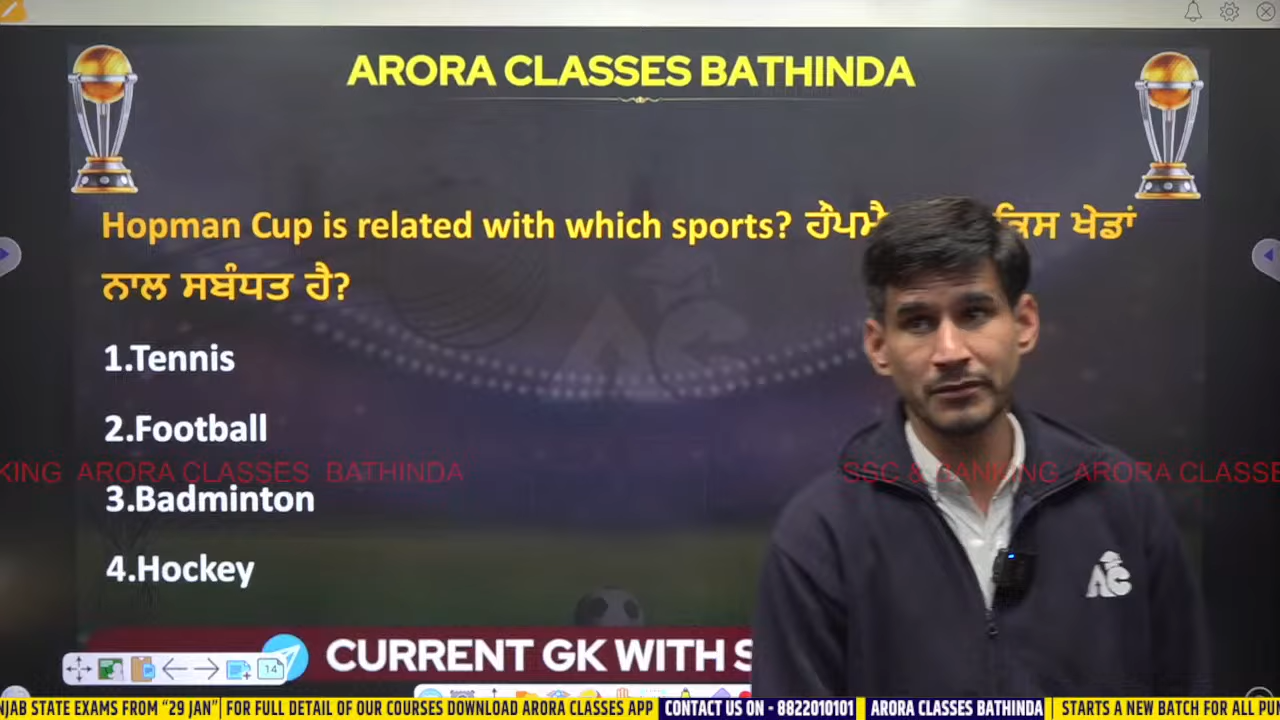 ARORA CLASSES BATHINDA
Hopman Cup is related with which sports? ਕਿਸ ਖੇਡਾਂ
ਨਾਲ ਸਬੰਧਤ ਹੈ?
1.Tennis
2.Football
KING ARORA CLASSES BATHINDA SSC & BANKING ARORA CLASSE
3.Badminton
4.Hockey
AC
CURRENT GK WITH
14
NJAB STATE EXAMS FROM “29 JAN”| FOR FULL DETAIL OF OUR COURSES DOWNLOAD ARORA CLASSES APP CONTACT US ON - 8822010101 ARORA CLASSES BATHINDA STARTS A NEW BATCH FOR ALL PU